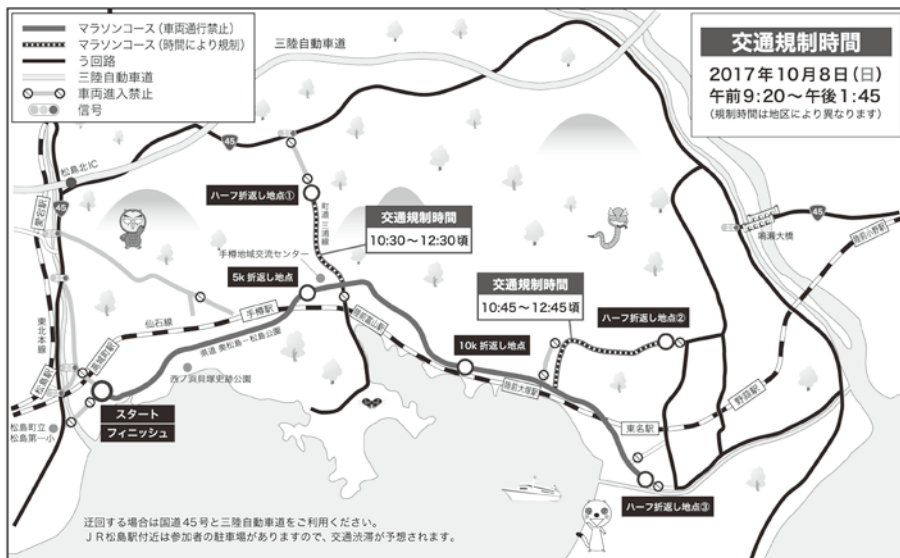 マラソンコース(車両通行禁止)
マラソンコース(時間により規制)
う回路
三陸自動車道
車両進入禁止
信号
三陸自動車道
交通規制時間
2017年10月8日(日)
午前9:20～午後1:45
(規制時間は地区により異なります)
45
松島北IC
愛宕駅
45
ハーフ折返し地点①
町道三浦線
交通規制時間
10:30～12:30頃
手樽地域交流センター
5k折返し地点
45
鳴瀬大橋
陸前小野駅
交通規制時間
10:45～12:45頃
ハーフ折返し地点②
手樽駅
仙石線
陸前富山駅
東北本線
高城町駅
県道 奥松島－松島公園
10k折返し地点
松島駅
西ノ浜貝塚史跡公園
陸前大塚駅
野蒜駅
東名駅
スタート
フィニッシュ
松島町立
松島第一小
ハーフ折返し地点③
迂回する場合は国道45号と三陸自動車道をご利用ください。
JR松島駅付近は参加者の駐車場がありますので、交通渋滞が予想されます。